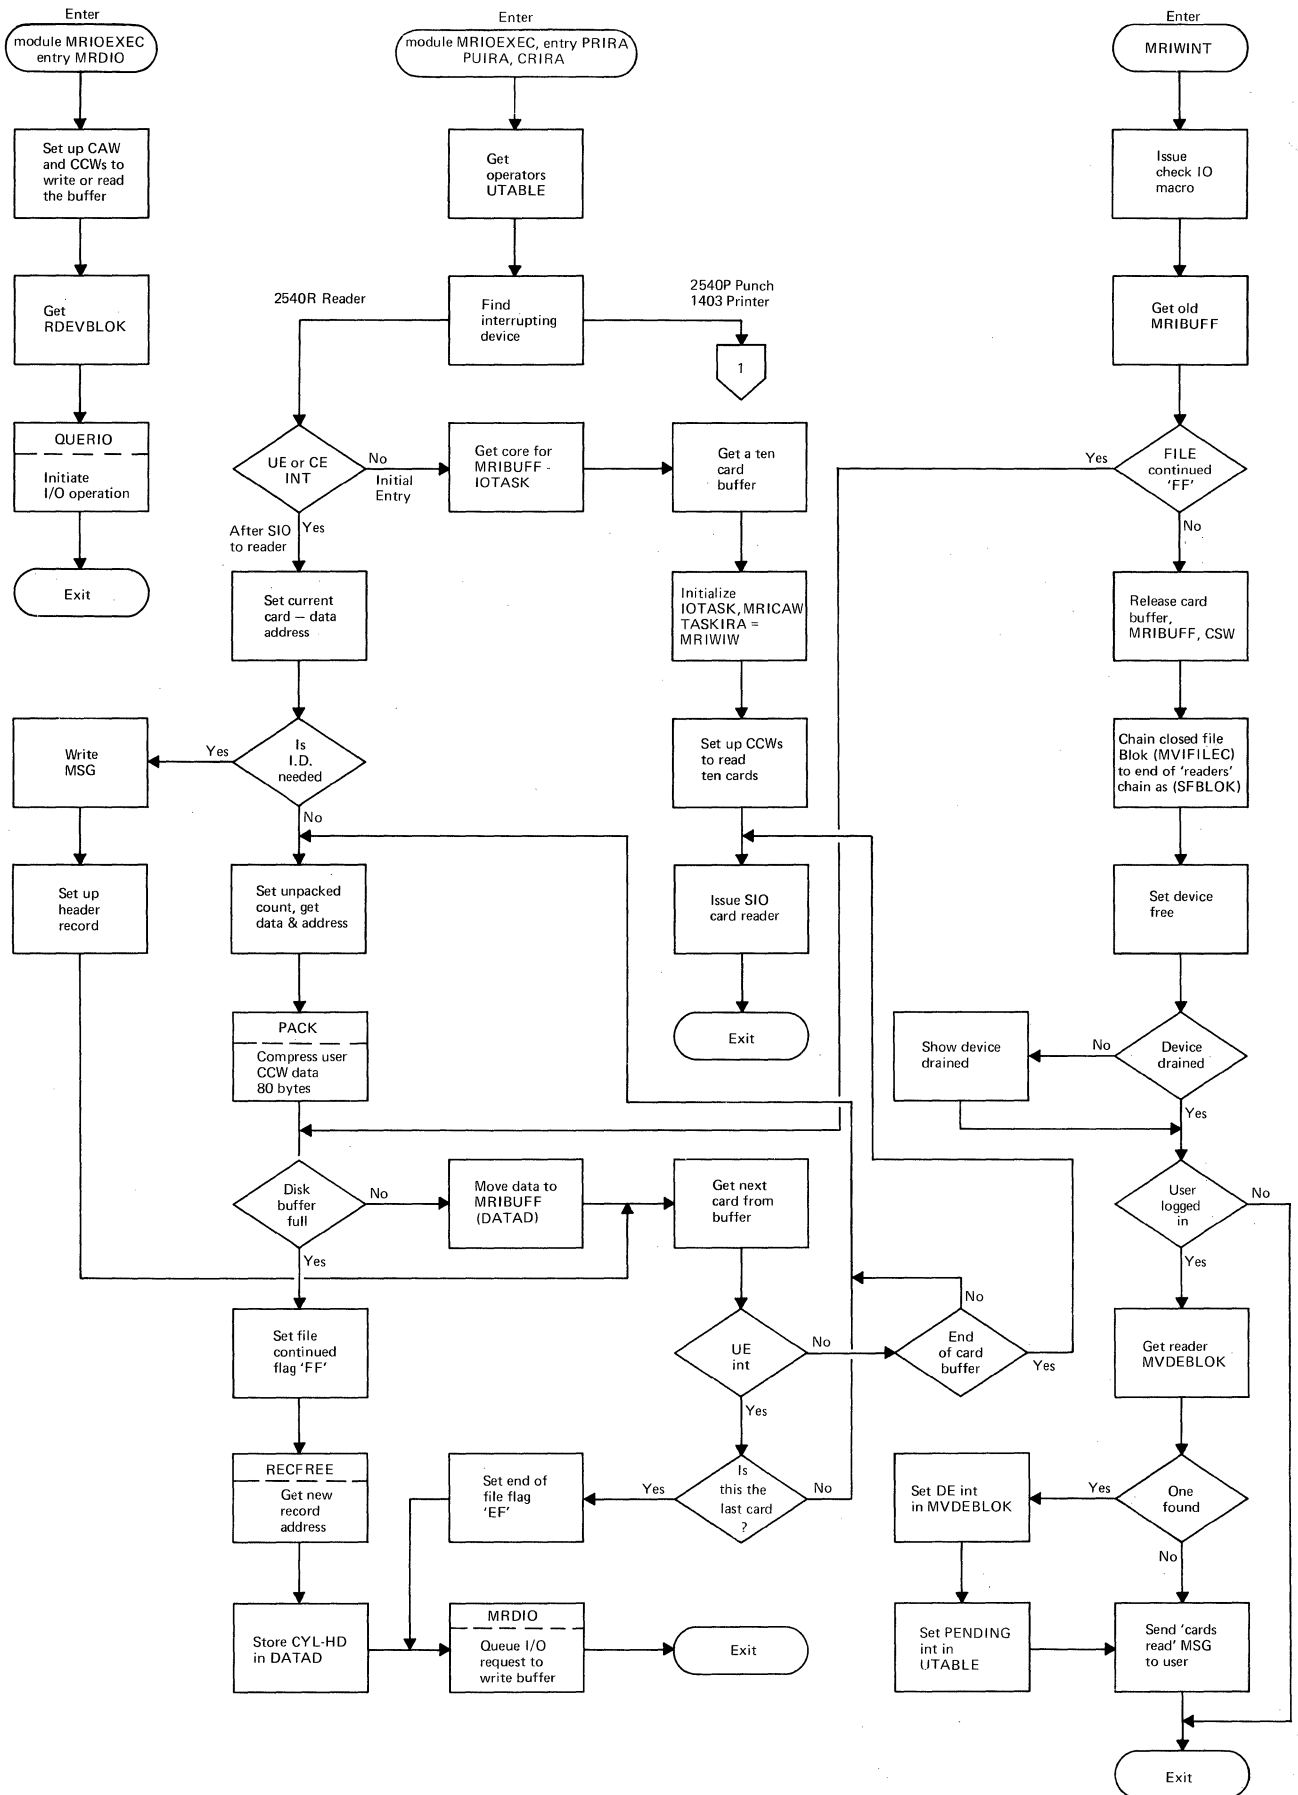 Enter
module MRIOEXEC
entry MRDIO
Set up CAW
and CCWs to
write or read
the buffer
Get
RDEVBLOK
QUERIO
Initiate
I/O operation
Exit
Enter
module MRIOEXEC, entry PRIRA
PUIRA, CRIRA
Get
operators
UTABLE
Find
interrupting
device
2540R Reader
2540P Punch
1403 Printer
1
UE or CE
INT
No
Initial
Entry
Get core for
MRIBUFF -
IOTASK
Get a ten
card
buffer
After SIO
to reader
Yes
Set current
card – data
address
Initialize
IOTASK, MRICAW
TASKIRA =
MRIWIW
Is
I.D.
needed
Yes
No
Write
MSG
Set up
header
record
Set up CCWs
to read
ten cards
Set unpacked
count, get
data & address
Issue SIO
card reader
Exit
PACK
Compress user
CCW data
80 bytes
Disk
buffer
full
No
Yes
Move data to
MRIBUFF
(DATAD)
Get next
card from
buffer
Set file
continued
flag 'FF'
UE
int
No
Yes
End
of card
buffer
No
Yes
RECFREE
Get new
record
address
Set end of
file flag
'EF'
Yes
Is
this the
last card
?
No
Store CYL-HD
in DATAD
MRDIO
Queue I/O
request to
write buffer
Exit
Enter
MRIWINT
Issue
check IO
macro
Get old
MRIBUFF
Yes
FILE
continued
'FF'
No
Release card
buffer,
MRIBUFF, CSW
Chain closed file
Blok (MVIFILEC)
to end of 'readers'
chain as (SFBLOK)
Set device
free
Show device
drained
No
Device
drained
Yes
User
logged
in
No
Yes
Get reader
MVDEBLOK
Set DE int
in MVDEBLOK
Yes
One
found
No
Set PENDING
int in
UTABLE
Send 'cards
read' MSG
to user
Exit